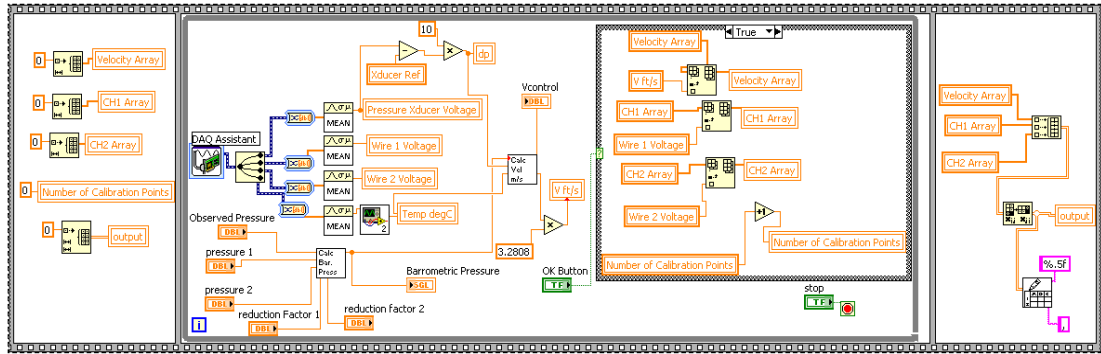 0
Velocity Array
0
CH1 Array
0
CH2 Array
0
Number of Calibration Points
0
output
10
Xducer Ref
dp
DAQ Assistant
MEAN
Pressure Xducer Voltage
MEAN
Wire 1 Voltage
MEAN
Wire 2 Voltage
MEAN
2
Temp degC
Observed Pressure
DBL
pressure 1
DBL
pressure 2
DBL
reduction Factor 1
DBL
reduction factor 2
DBL
Calc
Bar.
Press
Barrometric Pressure
SGL
Vcontrol
DBL
Calc
Vel
m/s
V ft/s
3.2808
OK Button
TF
i
True
Velocity Array
V ft/s
Velocity Array
CH1 Array
CH1 Array
Wire 1 Voltage
CH2 Array
CH2 Array
Wire 2 Voltage
+1
Number of Calibration Points
Number of Calibration Points
?
stop
TF
Velocity Array
CH1 Array
CH2 Array
output
%.5f
,